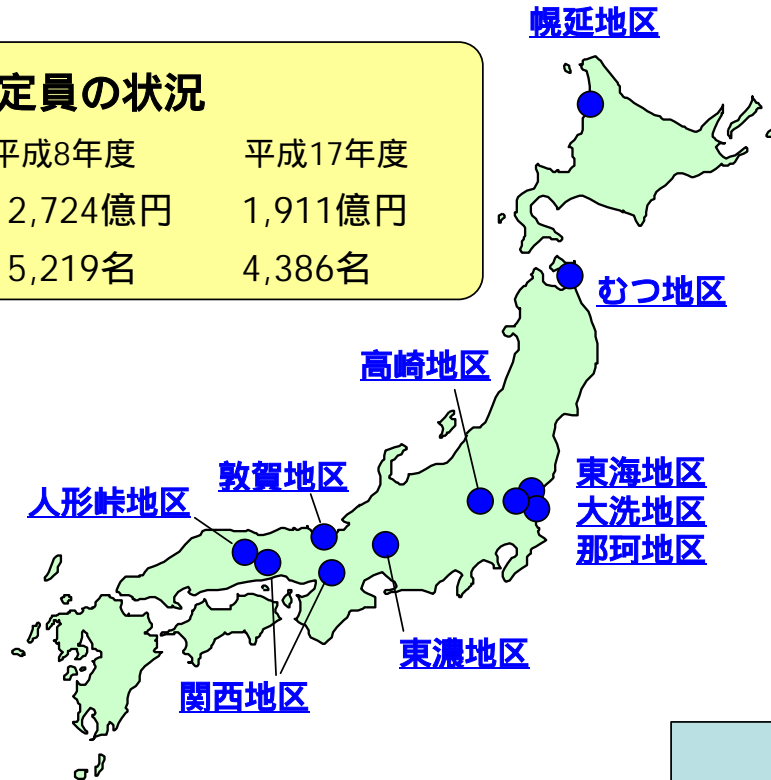 幌延地区
定員の状況
平成8年度 平成17年度
2,724億円 1,911億円
5,219名 4,386名
むつ地区
高崎地区
敦賀地区
人形峠地区
東海地区
大洗地区
那珂地区
東濃地区
関西地区